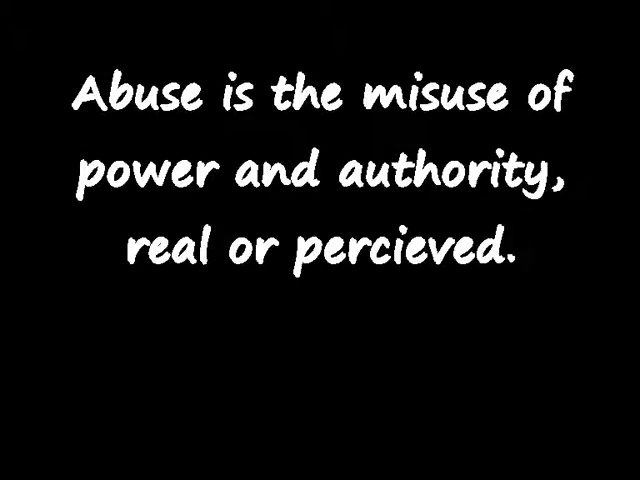 Abuse is the misuse of
power and authority,
real or percieved.